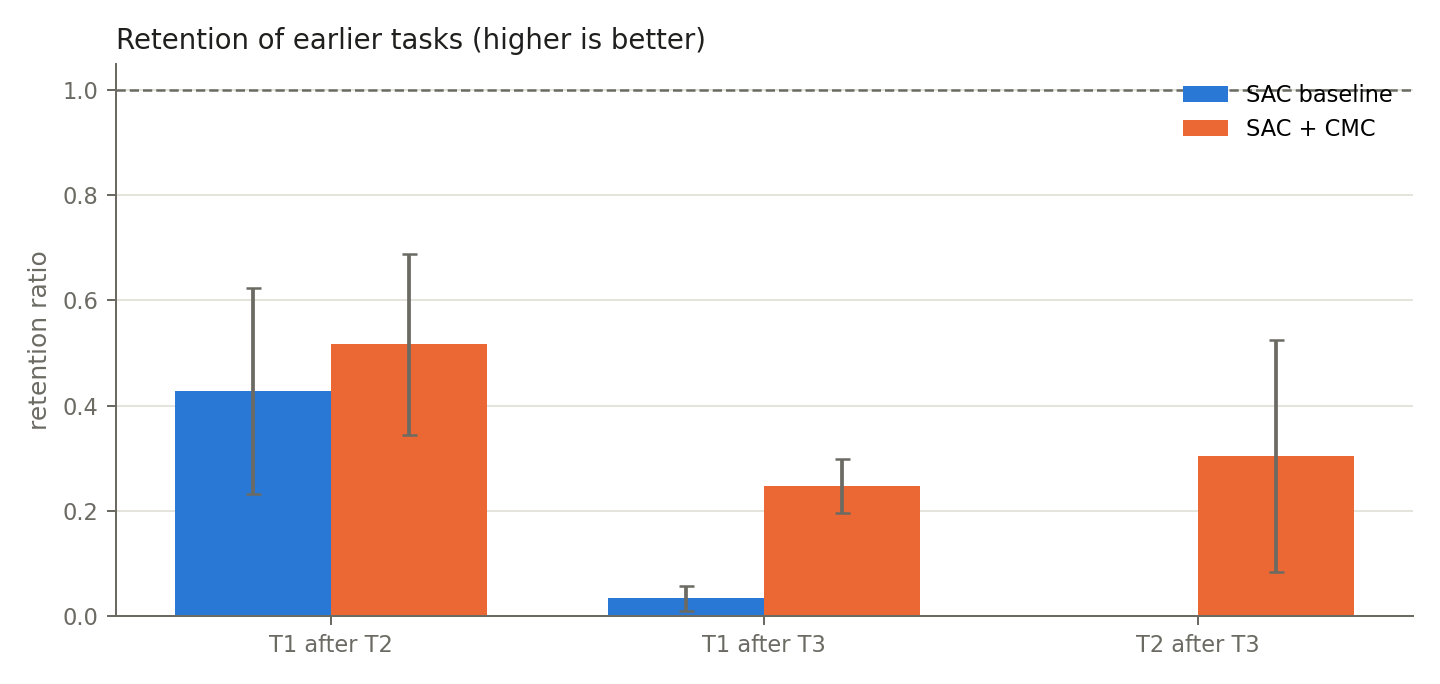 Retention of earlier tasks (higher is better)
SAC baseline
SAC + CMC
retention ratio
1.0
0.8
0.6
0.4
0.2
0.0
T1 after T2
T1 after T3
T2 after T3